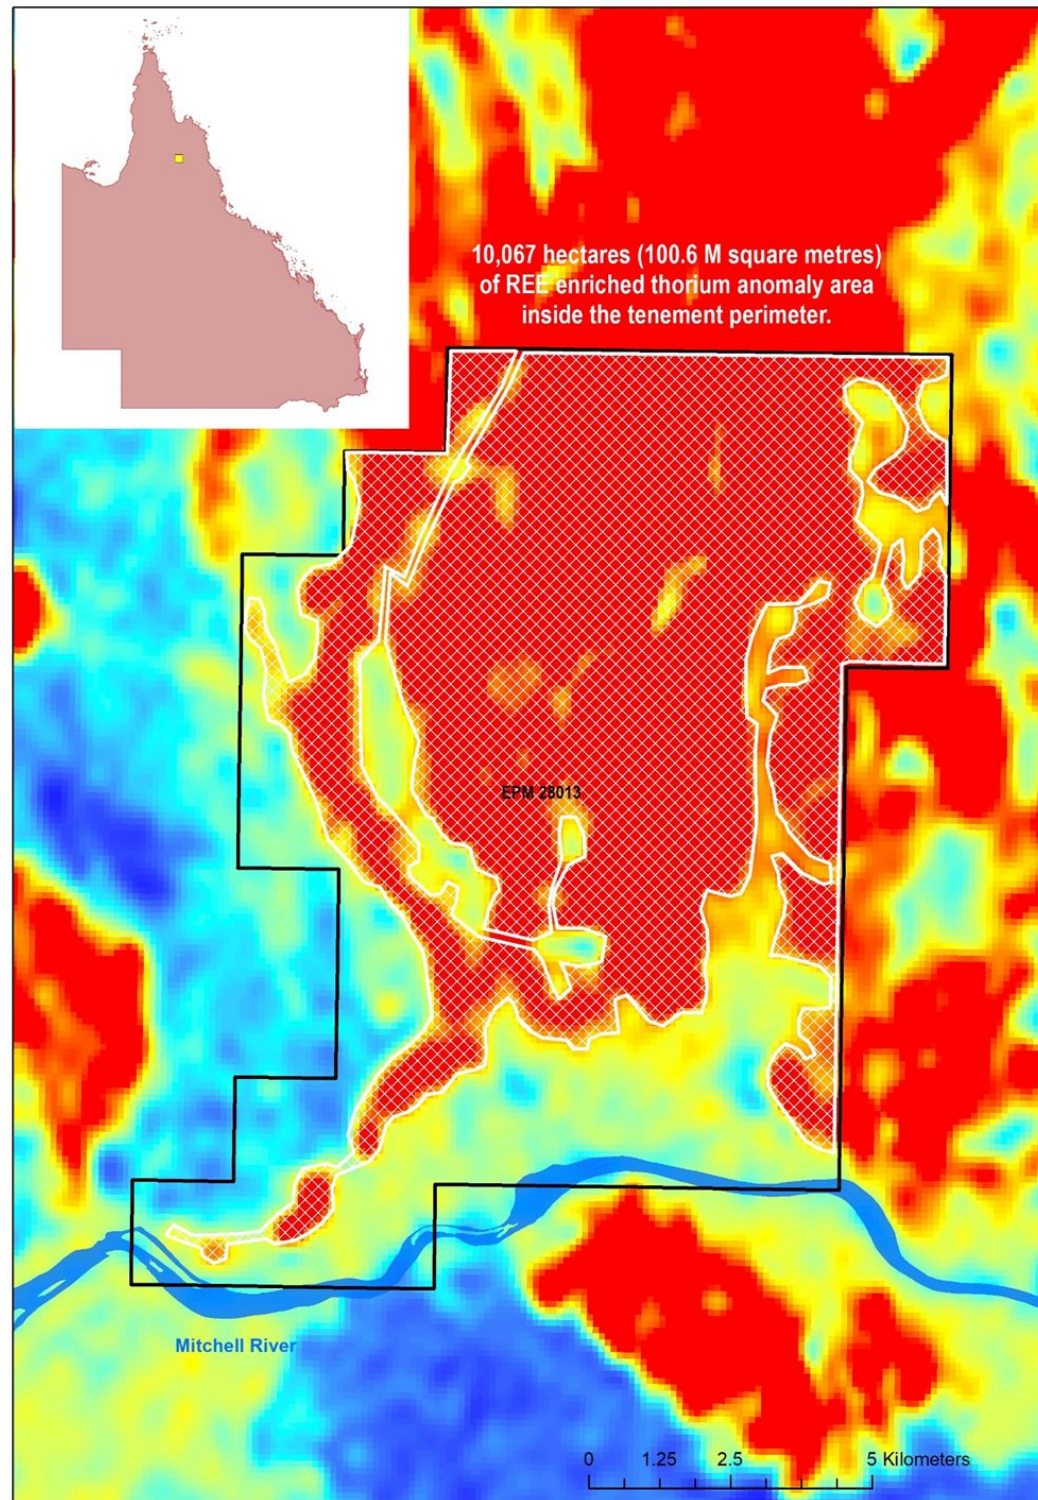 10,067 hectares (100.6 M square metres)
of REE enriched thorium anomaly area
inside the tenement perimeter.
EPM 28013
Mitchell River
0 1.25 2.5 5 Kilometers